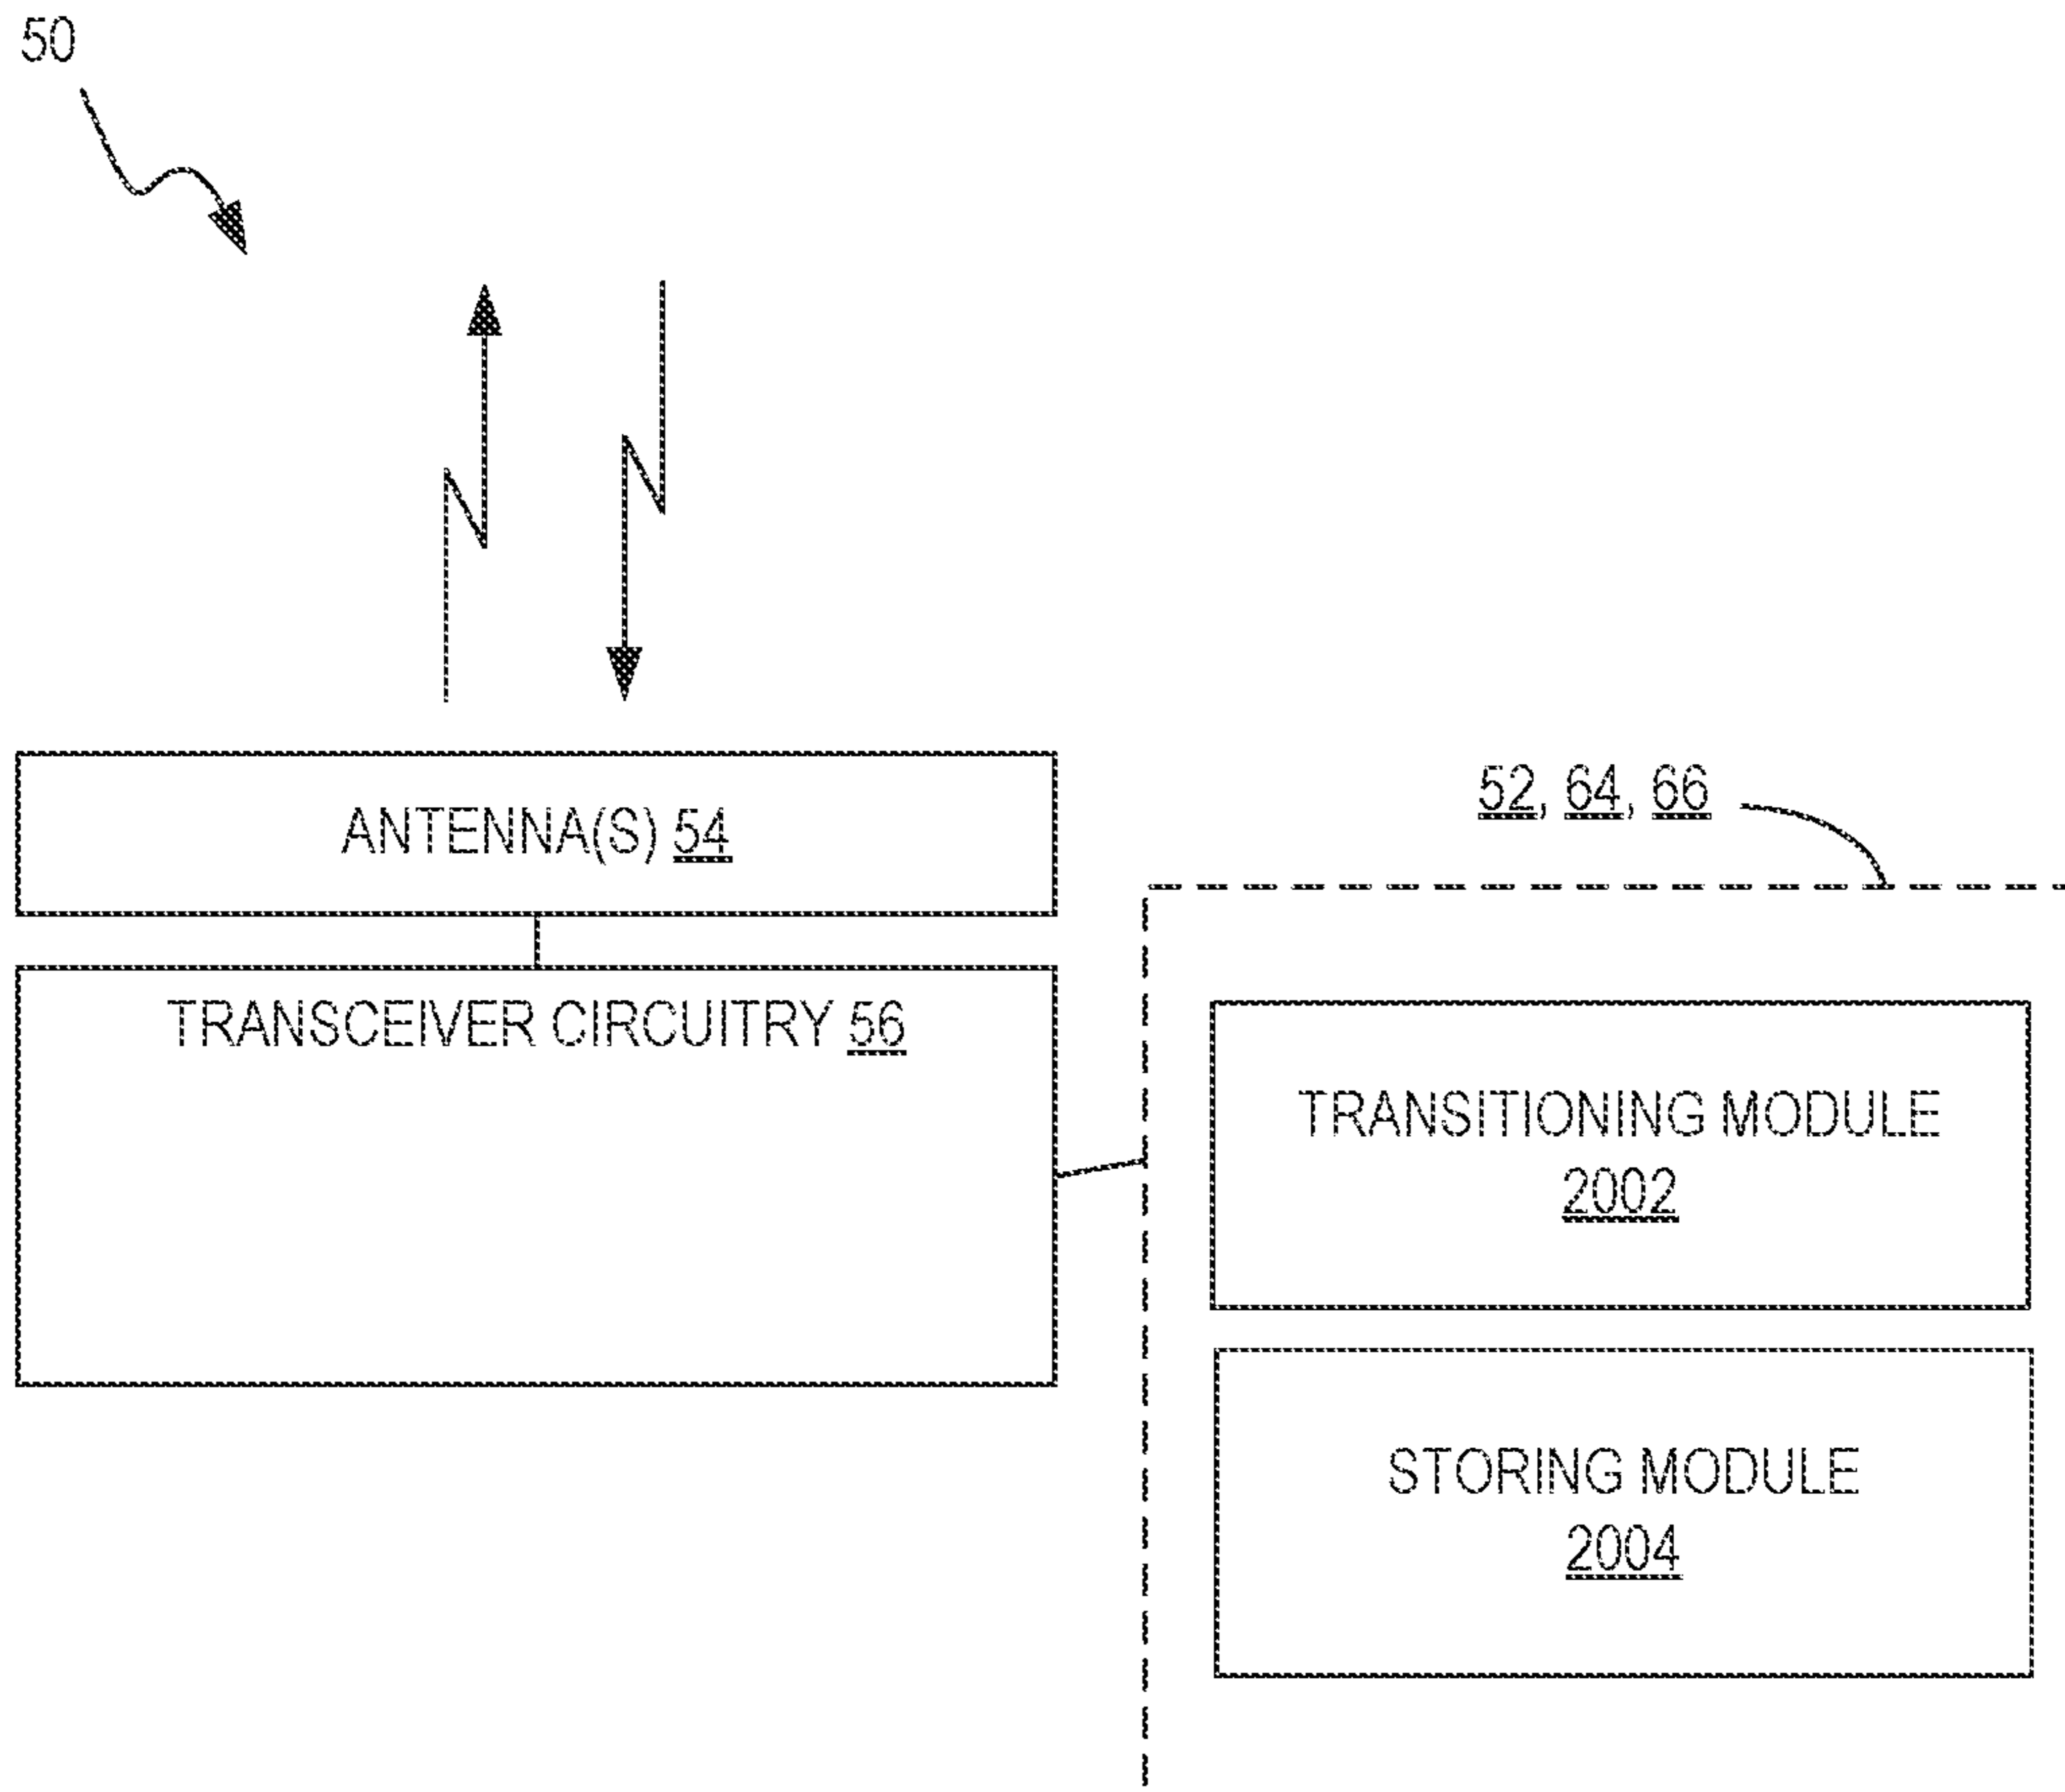 50
ANTENNA(S) 54
52, 64, 66
TRANSCEIVER CIRCUITRY 56
TRANSITIONING MODULE
2002
STORING MODULE
2004